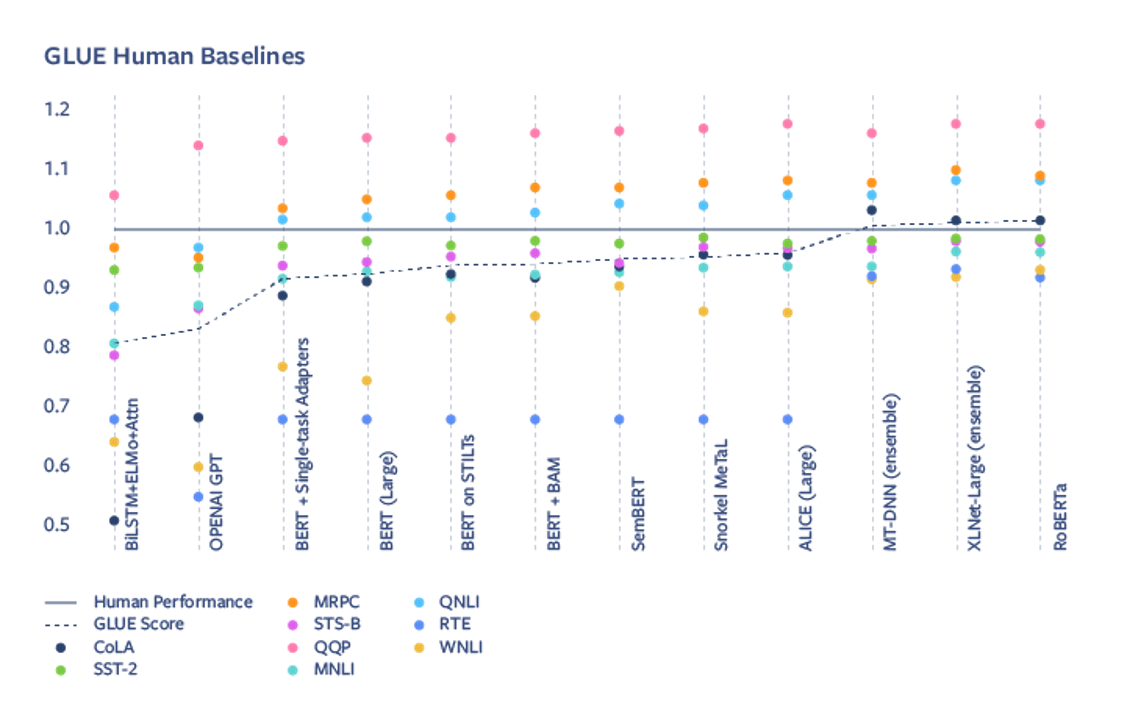 GLUE Human Baselines
1.2
1.1
1.0
0.9
0.8
0.7
0.6
0.5
BiLSTM+ELMo+Attn
OPENAI GPT
BERT + Single-task Adapters
BERT (Large)
BERT on STILTs
BERT + BAM
SemBERT
Snorkel MeTaL
ALICE (Large)
MT-DNN (ensemble)
XLNet-Large (ensemble)
RoBERTa
Human Performance
GLUE Score
CoLA
SST-2
MRPC
STS-B
QQP
MNLI
QNLI
RTE
WNLI